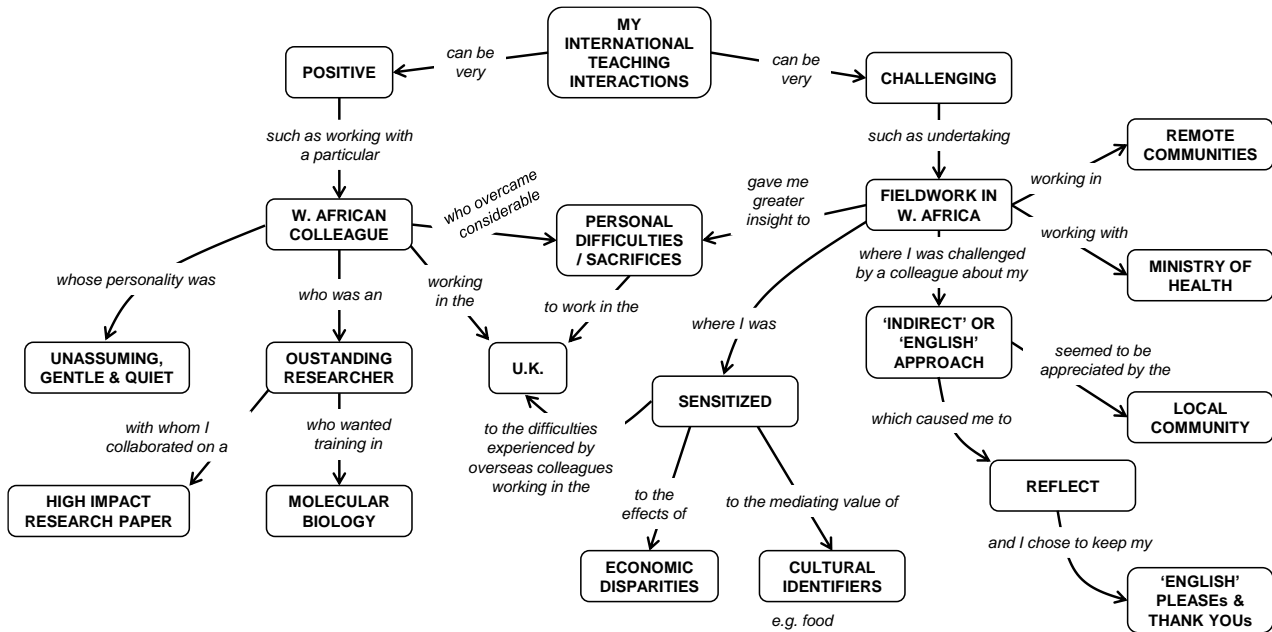 MY
INTERNATIONAL
TEACHING
INTERACTIONS
can be
very
POSITIVE
such as working with
a particular
W. AFRICAN
COLLEAGUE
whose personality was
UNASSUMING,
GENTLE & QUIET
who was an
OUSTANDING
RESEARCHER
with whom I
collaborated on a
HIGH IMPACT
RESEARCH PAPER
who wanted
training in
MOLECULAR
BIOLOGY
who overcame
considerable
PERSONAL
DIFFICULTIES
/ SACRIFICES
working
in the
to work in the
U.K.
can be
very
CHALLENGING
such as undertaking
FIELDWORK IN
W. AFRICA
gave me
greater
insight to
working in
REMOTE
COMMUNITIES
working with
MINISTRY OF
HEALTH
where I was
SENSITIZED
to the difficulties
experienced by
overseas colleagues
working in the
to the
effects of
ECONOMIC
DISPARITIES
to the mediating value of
CULTURAL
IDENTIFIERS
e.g. food
where I was challenged
by a colleague about my
‘INDIRECT’ OR
‘ENGLISH’
APPROACH
seemed to be
appreciated by the
LOCAL
COMMUNITY
which caused me to
REFLECT
and I chose to keep my
‘ENGLISH’
PLEASEs &
THANK YOUs